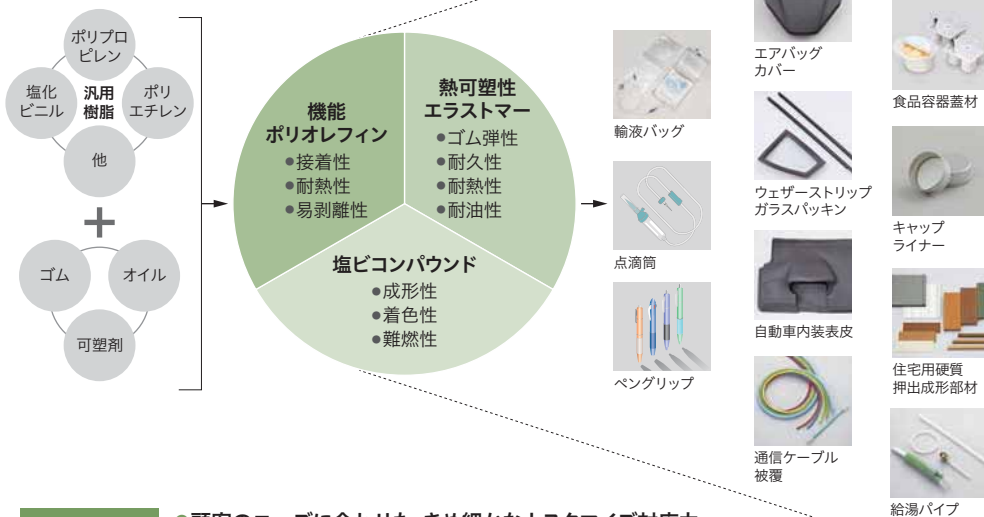 ポリプロ
ピレン
塩化
ビニル
汎用
樹脂
ポリ
エチレン
他
+
ゴム
オイル
可塑剤
機能
ポリオレフィン
●接着性
●耐熱性
●易剥離性
熱可塑性
エラストマー
●ゴム弾性
●耐久性
●耐熱性
●耐油性
塩ビコンパウンド
●成形性
●着色性
●難燃性
輸液バッグ
点滴筒
ペングリップ
エアバッグ
カバー
ウェザーストリップ
ガラスパッキン
自動車内装表皮
通信ケーブル
被覆
食品容器蓋材
キャップ
ライナー
住宅用硬質
押出成形部材
給湯パイプ